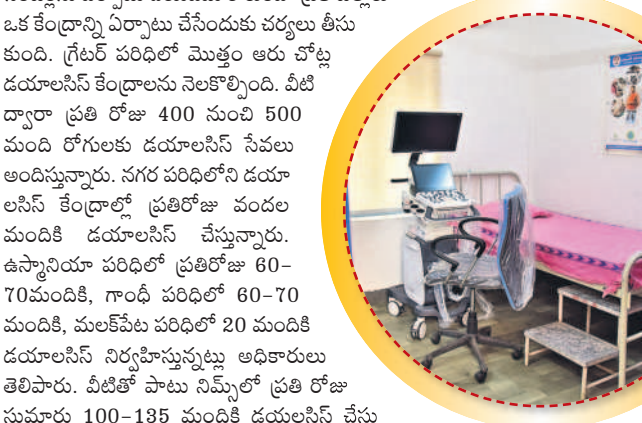 ఒక కేంద్రాన్ని ఏర్పాటు చేసేందుకు చర్యలు తీసు
కుంది. గ్రేటర్ పరిధిలో మొత్తం ఆరు చోట్ల
డయాలసిస్ కేంద్రాలను నెలకొల్పింది. వీటి
ద్వారా ప్రతి రోజు 400 నుంచి 500
మంది రోగులకు డయాలసిస్ సేవలు
అందిస్తున్నారు. నగర పరిధిలోని డయా
లసిస్ కేంద్రాల్లో ప్రతిరోజు వందల
మందికి డయాలసిస్ చేస్తున్నారు.
ఉస్మానియా పరిధిలో ప్రతిరోజు 60-
70మందికి, గాంధీ పరిధిలో 60-70
మందికి, మలక్‌పేట పరిధిలో 20 మందికి
డయాలసిస్ నిర్వహిస్తున్నట్లు అధికారులు
తెలిపారు. వీటితో పాటు నిమ్స్‌లో ప్రతి రోజు
సుమారు 100-135 మందికి డయలసిస్ చేస్తు